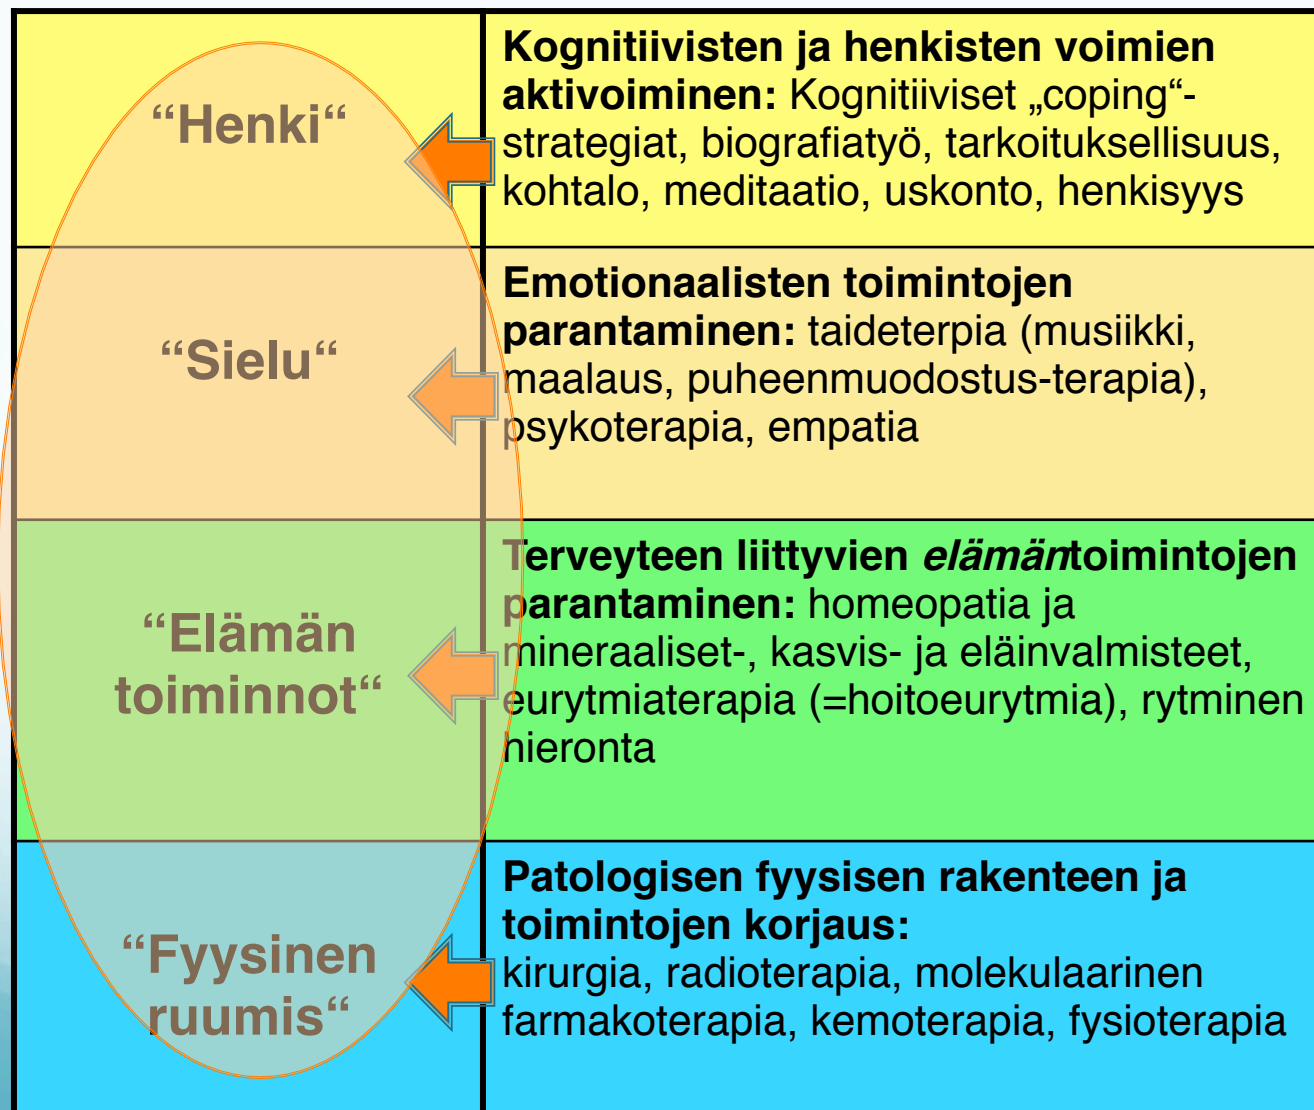 “Henki“
Kognitiivisten ja henkisten voimien
aktivoiminen: Kognitiiviset „coping“-
strategiat, biografiatyö, tarkoituksellisuus,
kohtalo, meditaatio, uskonto, henkisyys
“Sielu“
Emotionaalisten toimintojen
parantaminen: taideterpia (musiikki,
maalaus, puheenmuodostus-terapia),
psykoterapia, empatia
“Elämän
toiminnot“
Terveyteen liittyvien elämäntoimintojen
parantaminen: homeopatia ja
mineraaliset-, kasvis- ja eläinvalmisteet,
eurytmiaterapia (=hoitoeurytmia), rytminen
hieronta
“Fyysinen
ruumis“
Patologisen fyysisen rakenteen ja
toimintojen korjaus:
kirurgia, radioterapia, molekulaarinen
farmakoterapia, kemoterapia, fysioterapia